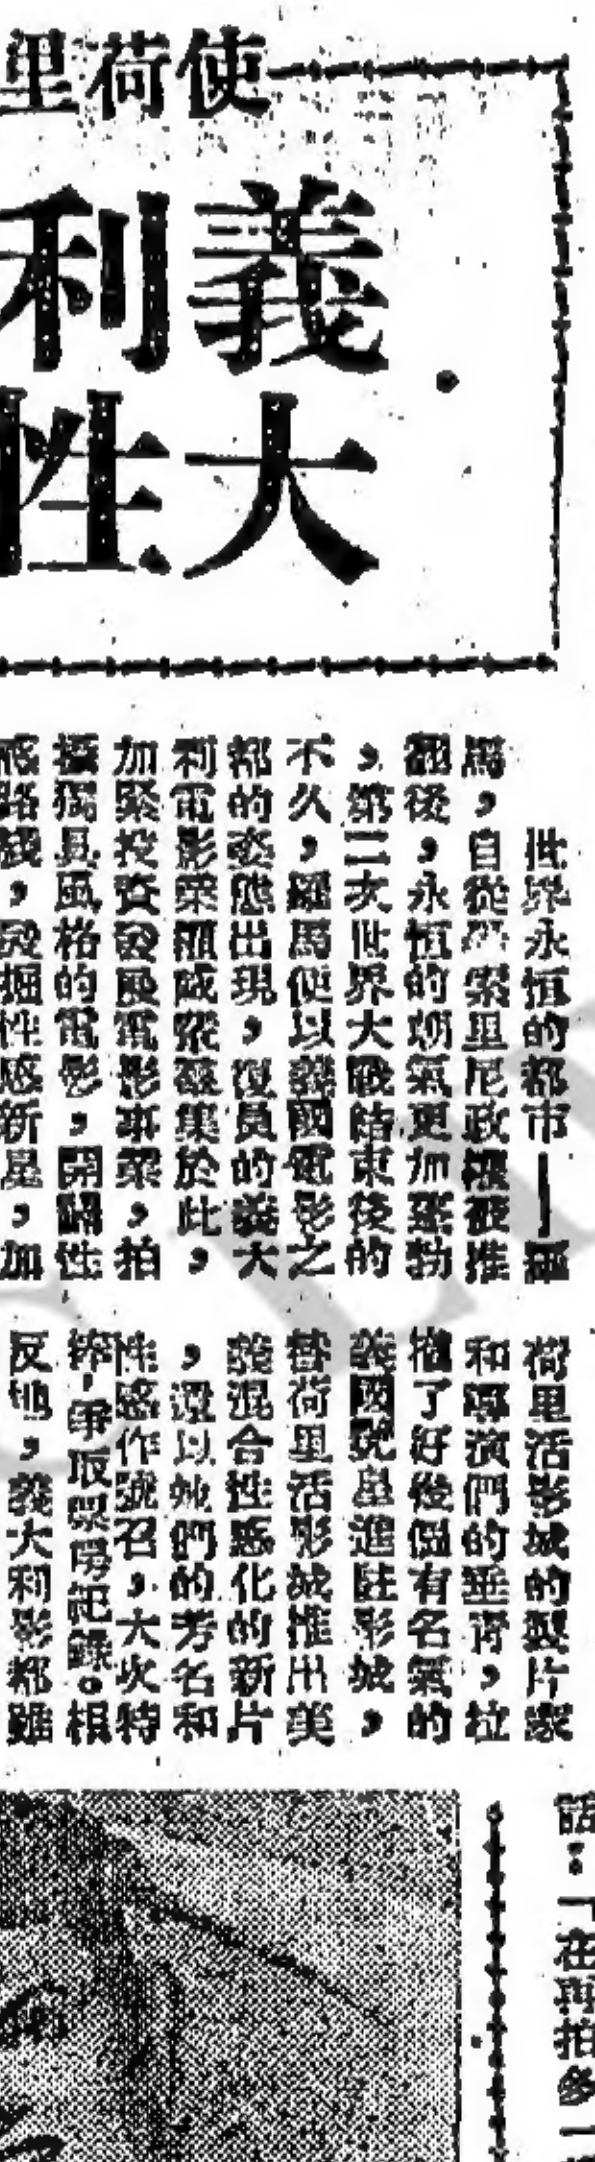 使荷里
義利
大性
世界永恒的都市——羅
馬，自從墨索里尼政權被推
翻後，永恒的朝氣更加蓬勃
，第二次世界大戰結束後的
不久，羅馬便以義國電影之
都的姿態出現，復員的義大
利電影業權威密集於此，
加緊投資發展電影事業，拍
攝獨具風格的電影，開闢性
感路綫，發掘性感新星，加
荷里活影城的製片家
和導演們的垂青，拉
攏了好幾個有名氣的
義國號星進駐影城，
替荷里活影城推出美
義混合性感化的新片
，還以她們的芳名和
性感作號召，大吹特
擂，爭取票房記錄。根
反地，義大利影都雖
話：「在再拍多一